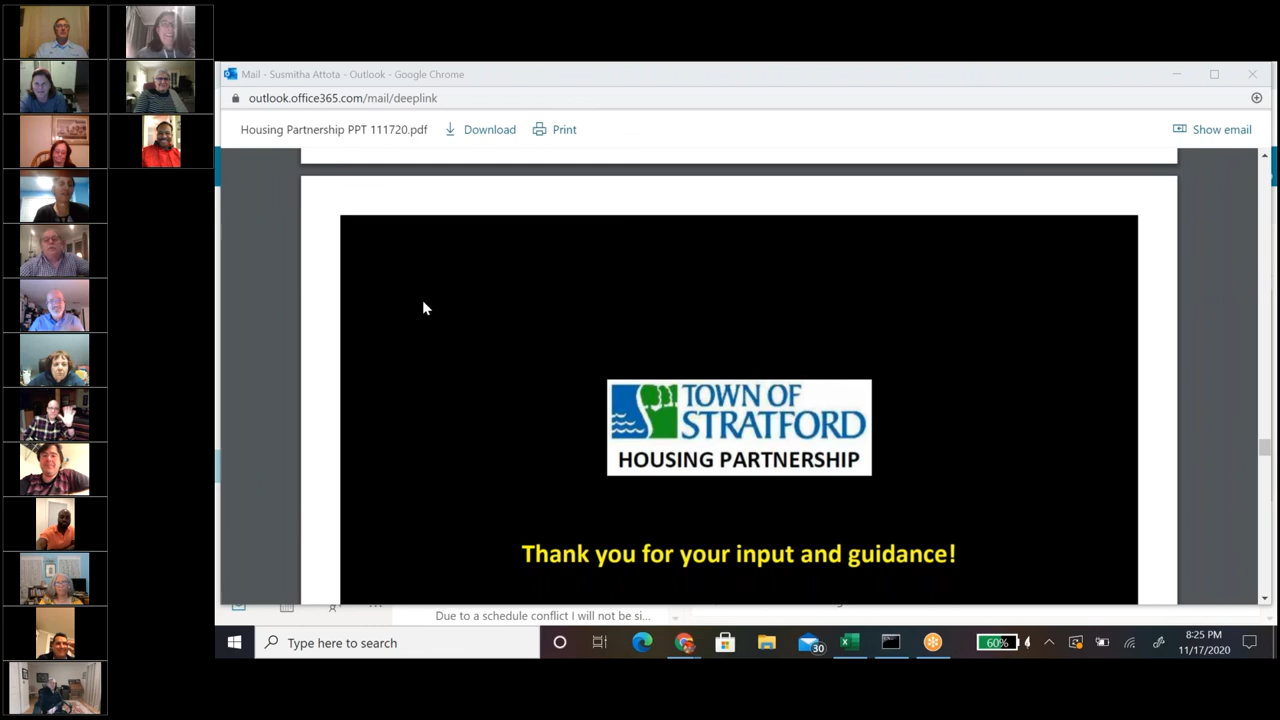 Mail - Susmitha Attota - Outlook - Google Chrome
outlook.office365.com/mail/deeplink
Housing Partnership PPT 111720.pdf Download Print Show email
TOWN OF
STRATFORD
HOUSING PARTNERSHIP
Thank you for your input and guidance!
Due to a schedule conflict I will not be si...
Type here to search
30
60%
8:25 PM
11/17/2020